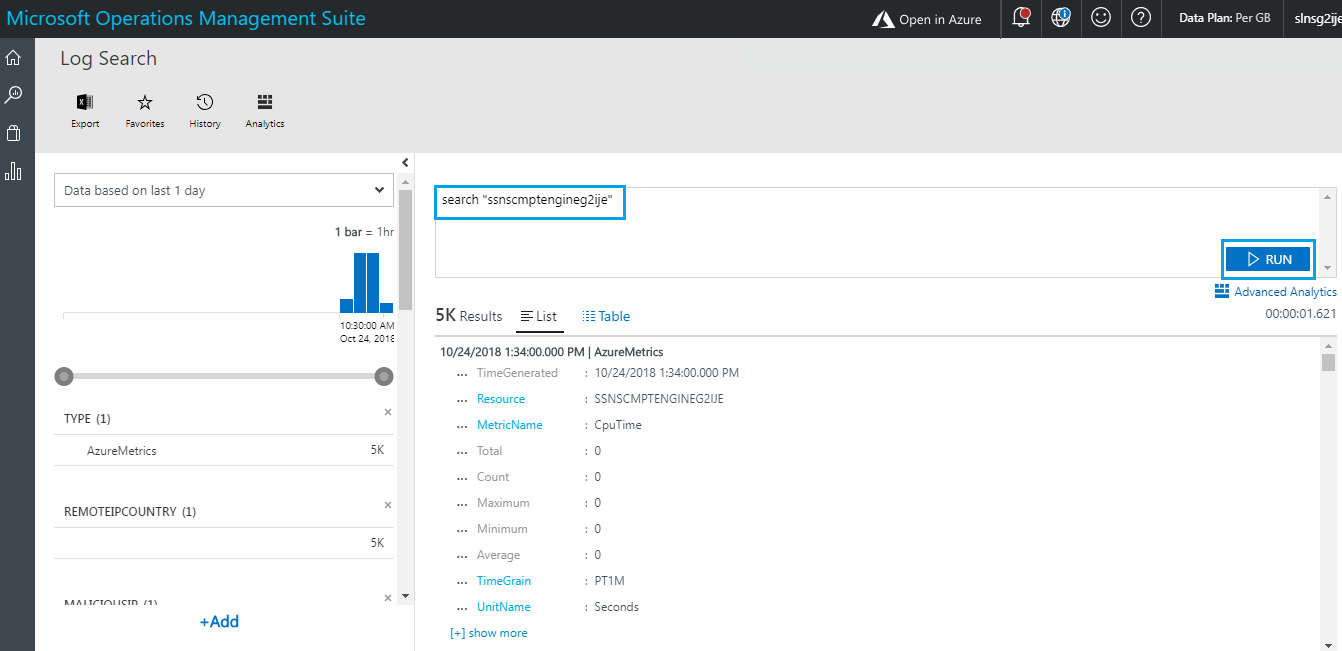 Microsoft Operations Management Suite
Open in Azure
Data Plan: Per GB
slnsg2ije
Log Search
Export
Favorites
History
Analytics
Data based on last 1 day
1 bar = 1hr
10:30:00 AM
Oct 24, 2018
TYPE (1)
AzureMetrics 5K
REMOTEIPCOUNTRY (1)
5K
MALICIOUSIP (1)
+Add
search "ssnscmptengineg2ije"
RUN
Advanced Analytics
5K Results
List
Table
00:00:01.621
10/24/2018 1:34:00.000 PM | AzureMetrics
... TimeGenerated : 10/24/2018 1:34:00.000 PM
... Resource : SSNSCMPTENGINEG2IJE
... MetricName : CpuTime
... Total : 0
... Count : 0
... Maximum : 0
... Minimum : 0
... Average : 0
... TimeGrain : PT1M
... UnitName : Seconds
[+] show more